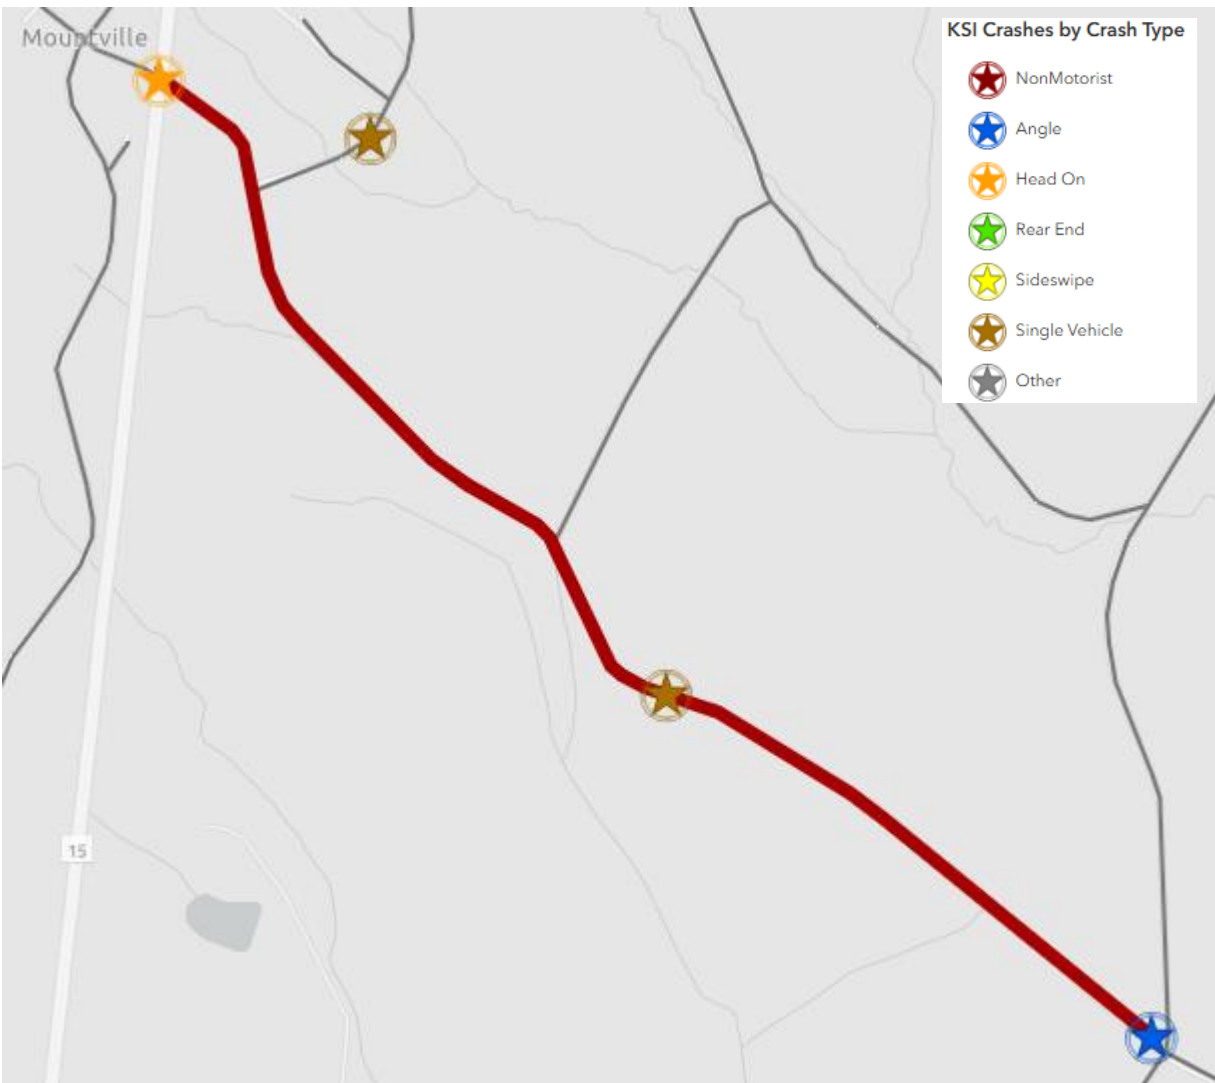 Mountville
KSI Crashes by Crash Type
NonMotorist
Angle
Head On
Rear End
Sideswipe
Single Vehicle
Other
15